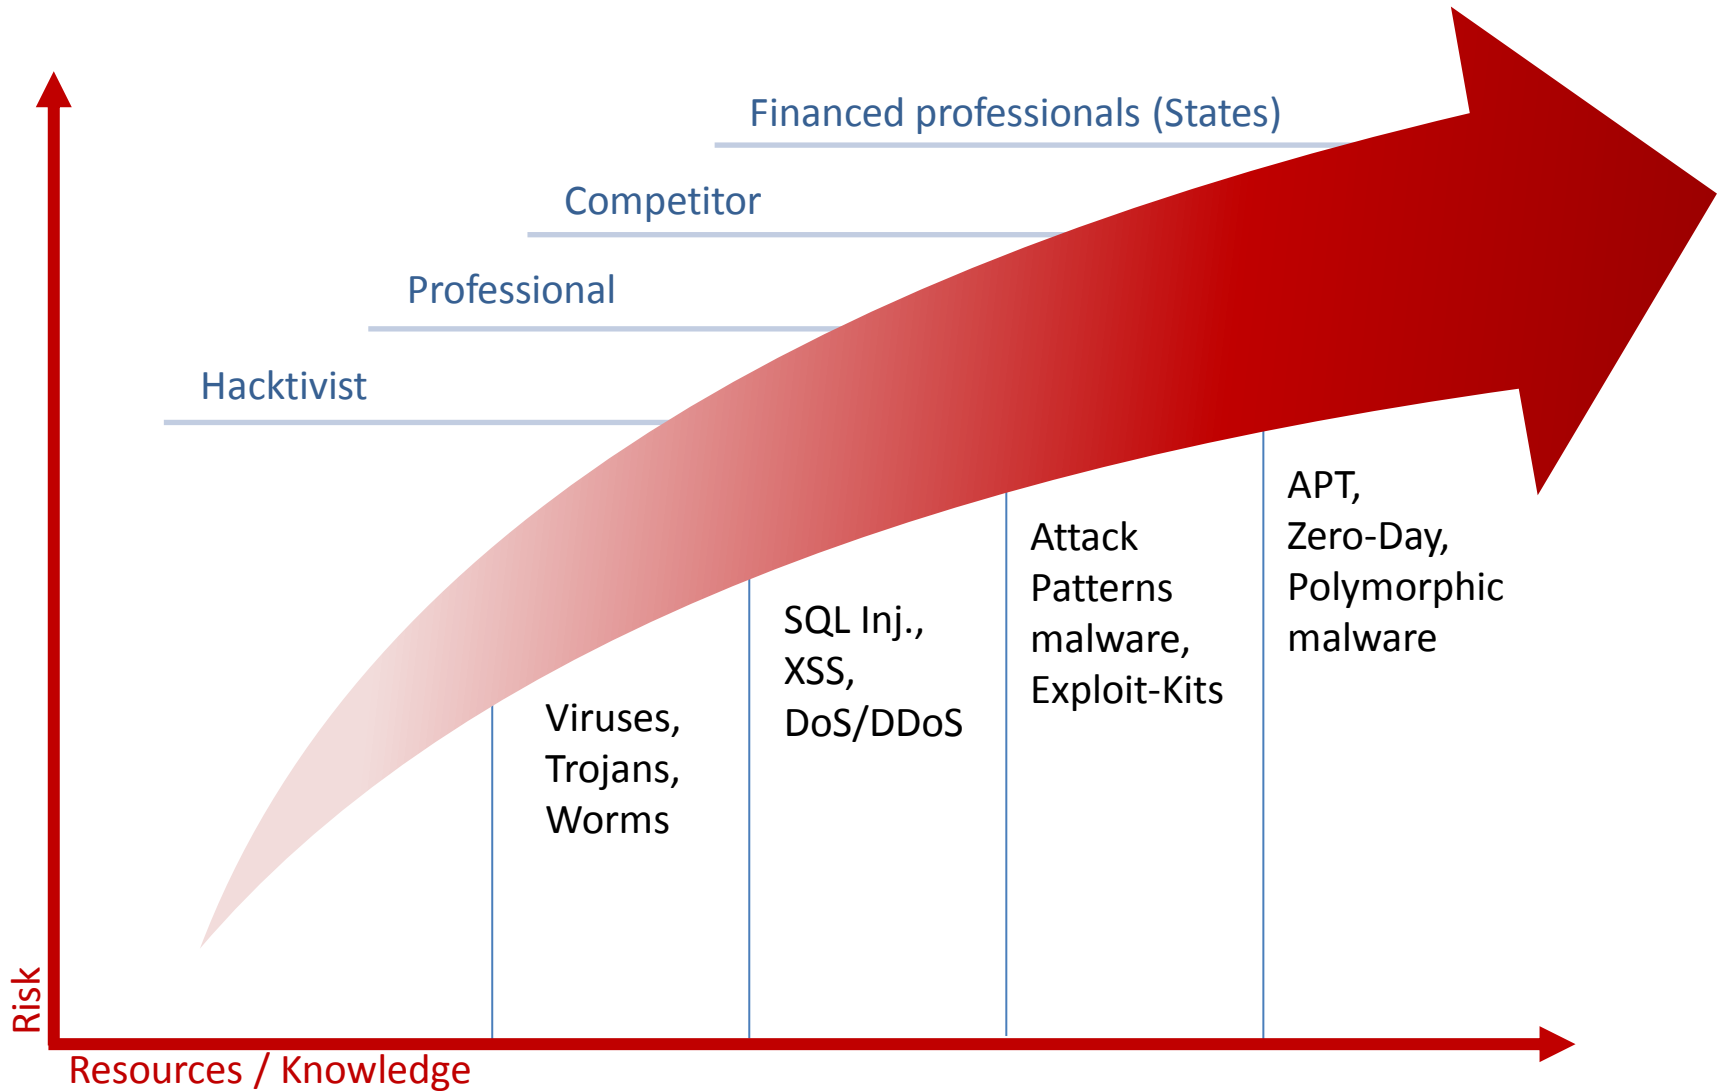 Financed professionals (States)
Competitor
Professional
Hacktivist
APT,
Zero-Day,
Polymorphic
malware
Attack
Patterns
malware,
Exploit-Kits
SQL Inj.,
XSS,
DoS/DDoS
Viruses,
Trojans,
Worms
Risk
Resources / Knowledge